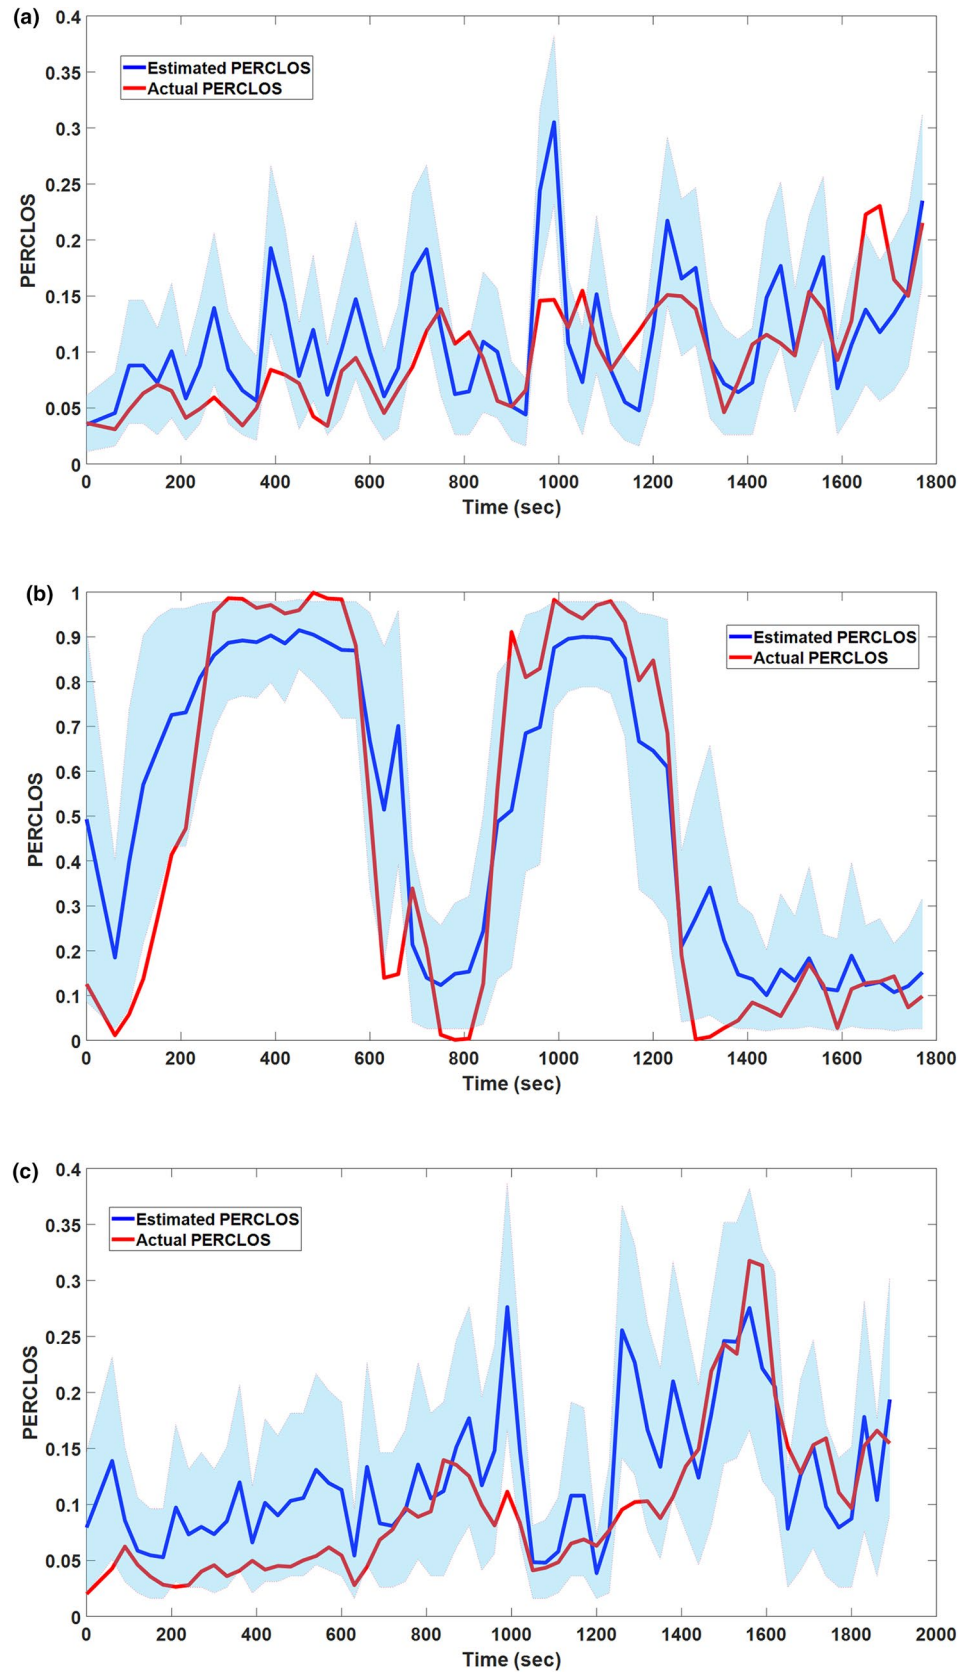 (a)
0.4
0.35
0.3
0.25
0.2
0.15
0.1
0.05
0
PERCLOS
Estimated PERCLOS
Actual PERCLOS
0 200 400 600 800 1000 1200 1400 1600 1800
Time (sec)
(b)
1
0.9
0.8
0.7
0.6
0.5
0.4
0.3
0.2
0.1
0
PERCLOS
Estimated PERCLOS
Actual PERCLOS
0 200 400 600 800 1000 1200 1400 1600 1800
Time (sec)
(c)
0.4
0.35
0.3
0.25
0.2
0.15
0.1
0.05
0
PERCLOS
Estimated PERCLOS
Actual PERCLOS
0 200 400 600 800 1000 1200 1400 1600 1800 2000
Time (sec)